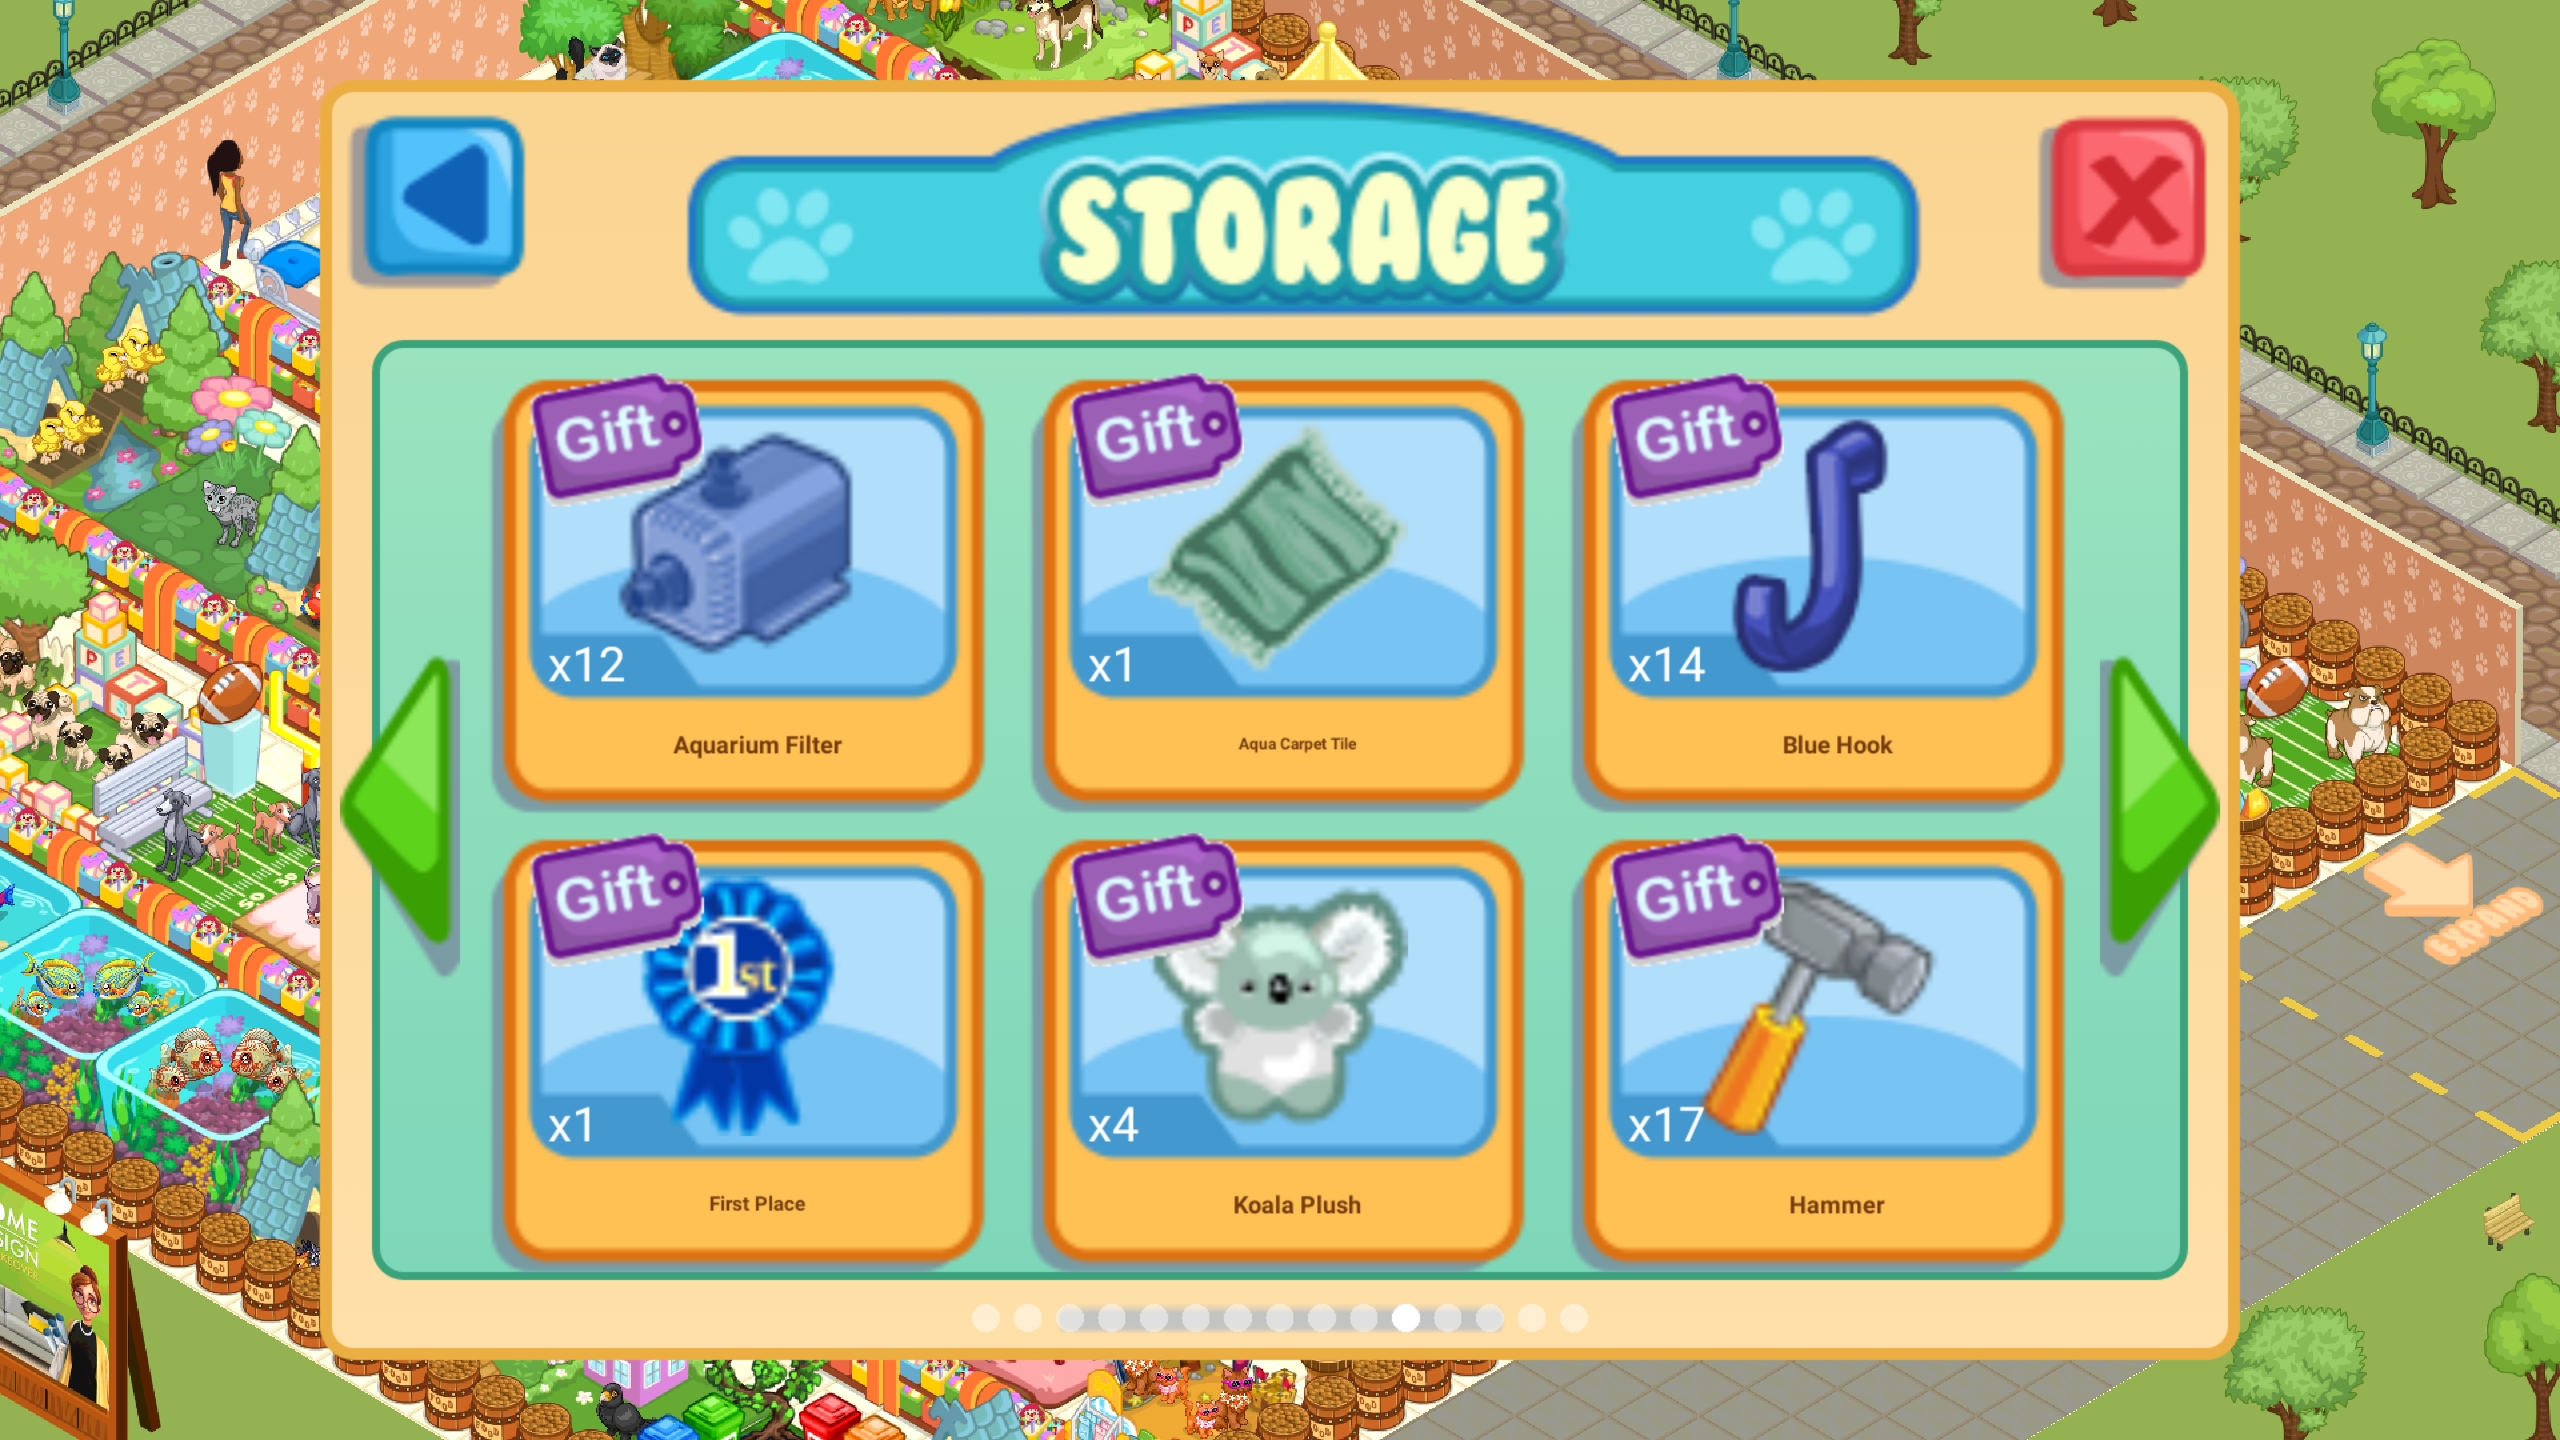 STORAGE
Gift
x12
Aquarium Filter
Gift
x1
Aqua Carpet Tile
Gift
x14
Blue Hook
Gift
1st
x1
First Place
Gift
x4
Koala Plush
Gift
x17
Hammer
EXPAND